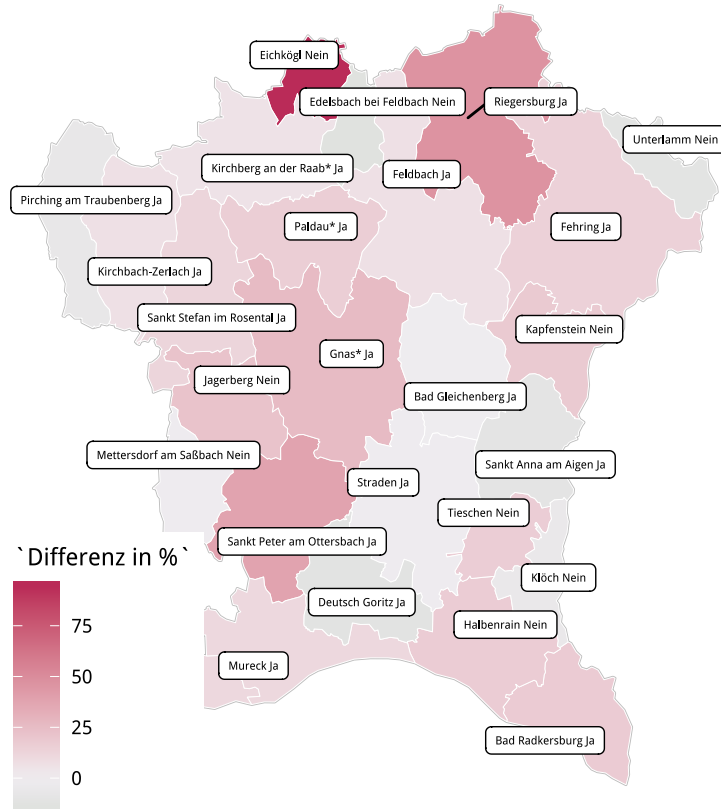 Eichkögl Nein
Edelsbach bei Feldbach Nein
Riegersburg Ja
Unterlamm Nein
Kirchberg an der Raab* Ja
Feldbach Ja
Pirching am Traubenberg Ja
Paldau* Ja
Fehring Ja
Kirchbach-Zerlach Ja
Sankt Stefan im Rosental Ja
Kapfenstein Nein
Gnas* Ja
Jagerberg Nein
Bad Gleichenberg Ja
Mettersdorf am Saßbach Nein
Sankt Anna am Aigen Ja
Straden Ja
Tieschen Nein
Sankt Peter am Ottersbach Ja
Klöch Nein
Deutsch Goritz Ja
Halbenrain Nein
Mureck Ja
Bad Radkersburg Ja
`Differenz in %`
75
50
25
0